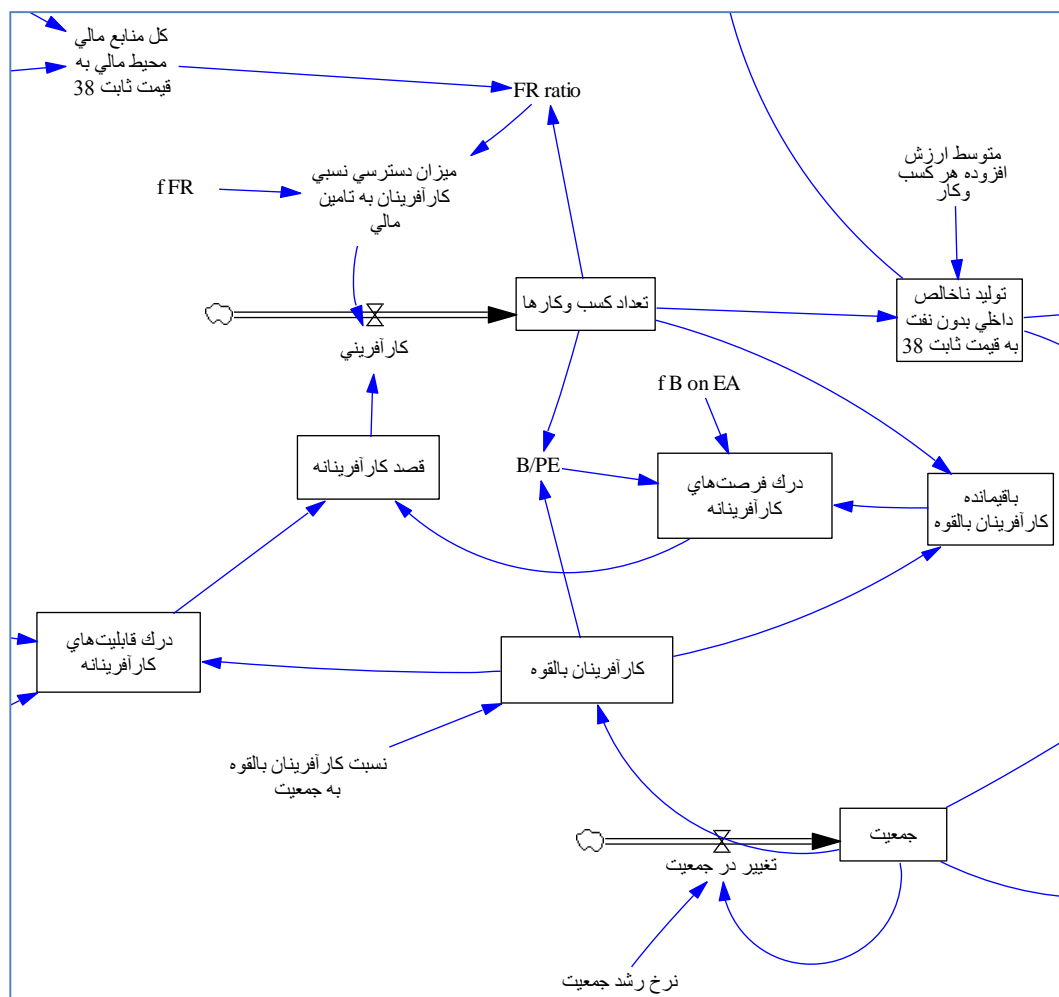 كل منابع مالي
محيط مالي به
قيمت ثابت 38
FR ratio
متوسط ارزش
افزوده هر كسب
وكار
f FR
ميزان دسترسي نسبي
كارآفرينان به تامين
مالي
تعداد كسب وكار ها
توليد ناخالص
داخلي بدون نفت
به قيمت ثابت 38
كارآفريني
f B on EA
قصد كارآفرينانه
B/PE
درك فرصت‌هاي
كارآفرينانه
باقيمانده
كارآفرينان بالقوه
درك قابليت‌هاي
كارآفرينانه
كارآفرينان بالقوه
نسبت كارآفرينان بالقوه
به جمعيت
جمعيت
تغيير در جمعيت
نرخ رشد جمعيت